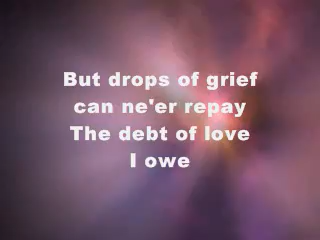 But drops of grief
can ne'er repay
The debt of love
I owe